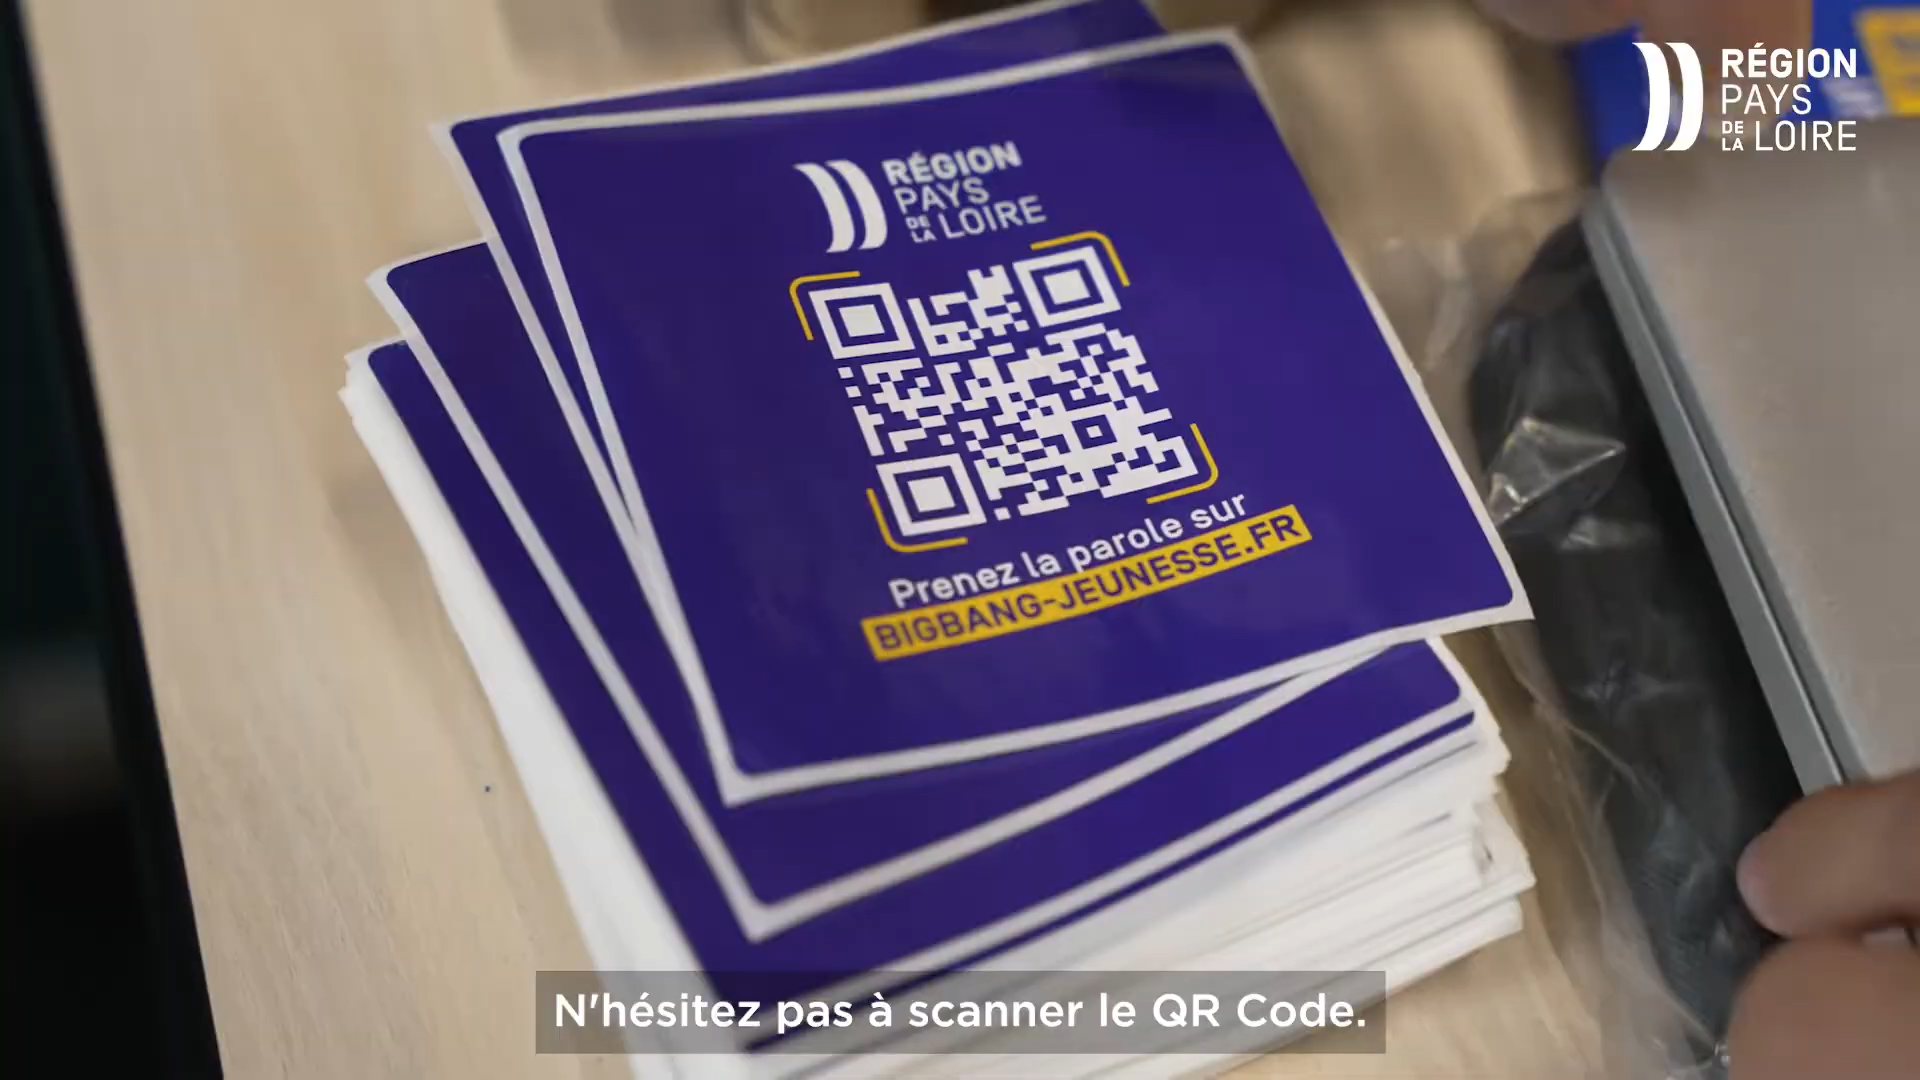 RÉGION
PAYS
DE LA LOIRE
RÉGION
PAYS
DE LA LOIRE
Prenez la parole sur
BIGBANG-JEUNESSE.FR
N'hésitez pas à scanner le QR Code.